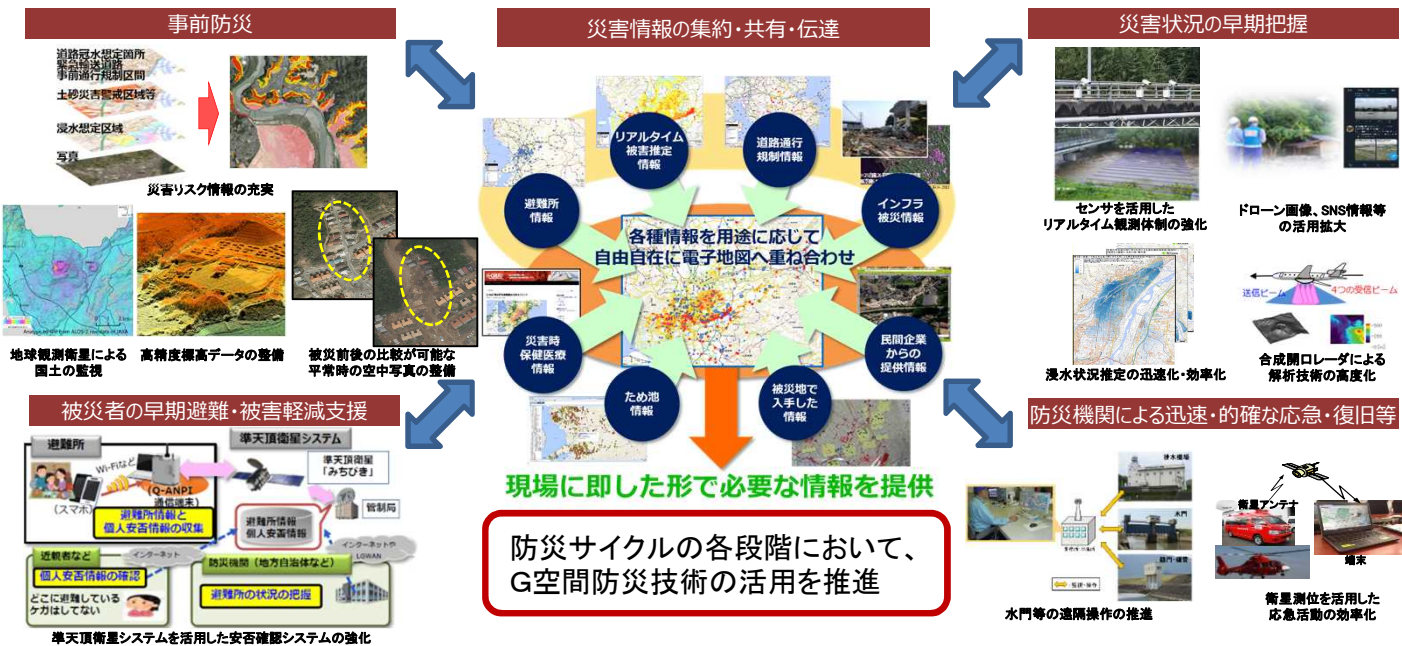 事前防災
道路冠水想定箇所
緊急輸送道路
事前通行規制区間
土砂災害警戒区域等
浸水想定区域
写真
災害リスク情報の充実
地球観測衛星による
国土の監視
高精度標高データの整備
被災前後の比較が可能な
平常時の空中写真の整備
災害情報の集約・共有・伝達
リアルタイム
被害推定
情報
道路通行
規制情報
避難所
情報
インフラ
被災情報
各種情報を用途に応じて
自由自在に電子地図へ重ね合わせ
災害時
保健医療
情報
民間企業
からの
提供情報
ため池
情報
被災地で
入手した
情報
現場に即した形で必要な情報を提供
防災サイクルの各段階において、
G空間防災技術の活用を推進
災害状況の早期把握
センサを活用した
リアルタイム観測体制の強化
ドローン画像、SNS情報等
の活用拡大
浸水状況推定の迅速化・効率化
送信ビーム
4つの受信ビーム
合成開口レーダによる
解析技術の高度化
被災者の早期避難・被害軽減支援
避難所
準天頂衛星システム
Wi-Fiなど
準天頂衛星
「みちびき」
(スマホ)
(Q-ANPI
通信端末)
管制局
避難所情報と
個人安否情報の収集
避難所情報
個人安否情報
近親者など
インターネット
インターネットや
LGWAN
個人安否情報の確認
防災機関(地方自治体など)
どこに避難している
ケガはしてない
避難所の状況の把握
準天頂衛星システムを活用した安否確認システムの強化
防災機関による迅速・的確な応急・復旧等
排水機場
水門
水門等の遠隔操作の推進
衛星アンテナ
端末
衛星測位を活用した
応急活動の効率化